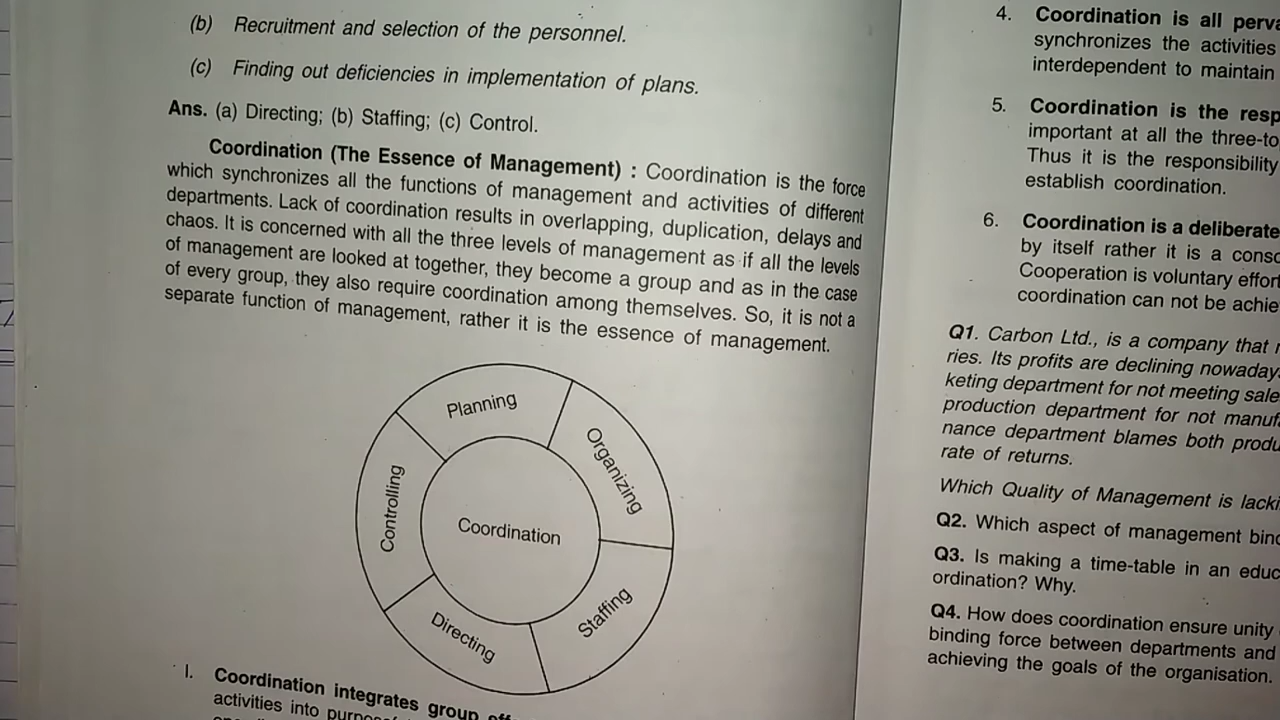 (b) Recruitment and selection of the personnel.
(c) Finding out deficiencies in implementation of plans.
Ans. (a) Directing; (b) Staffing; (c) Control.
Coordination (The Essence of Management) : Coordination is the force
which synchronizes all the functions of management and activities of different
departments. Lack of coordination results in overlapping, duplication, delays and
chaos. It is concerned with all the three levels of management as if all the levels
of management are looked at together, they become a group and as in the case
of every group, they also require coordination among themselves. So, it is not a
separate function of management, rather it is the essence of management.
Planning
Organizing
Controlling
Coordination
Staffing
Directing
I. Coordination integrates group
activities into
4. Coordination is all
synchronizes the activities
interdependent to maintain
5. Coordination is the
important at all the
Thus it is the responsibility
establish coordination.
6. Coordination is a deliberate
by itself rather it is a
Cooperation is voluntary
coordination can not be
Q1. Carbon Ltd., is a company that
ries. Its profits are declining
keting department for not meeting
production department for not
nance department blames both
rate of returns.
Which Quality of Management is
Q2. Which aspect of management
Q3. Is making a time-table in an
ordination? Why.
Q4. How does coordination ensure unity
binding force between departments and
achieving the goals of the organisation.